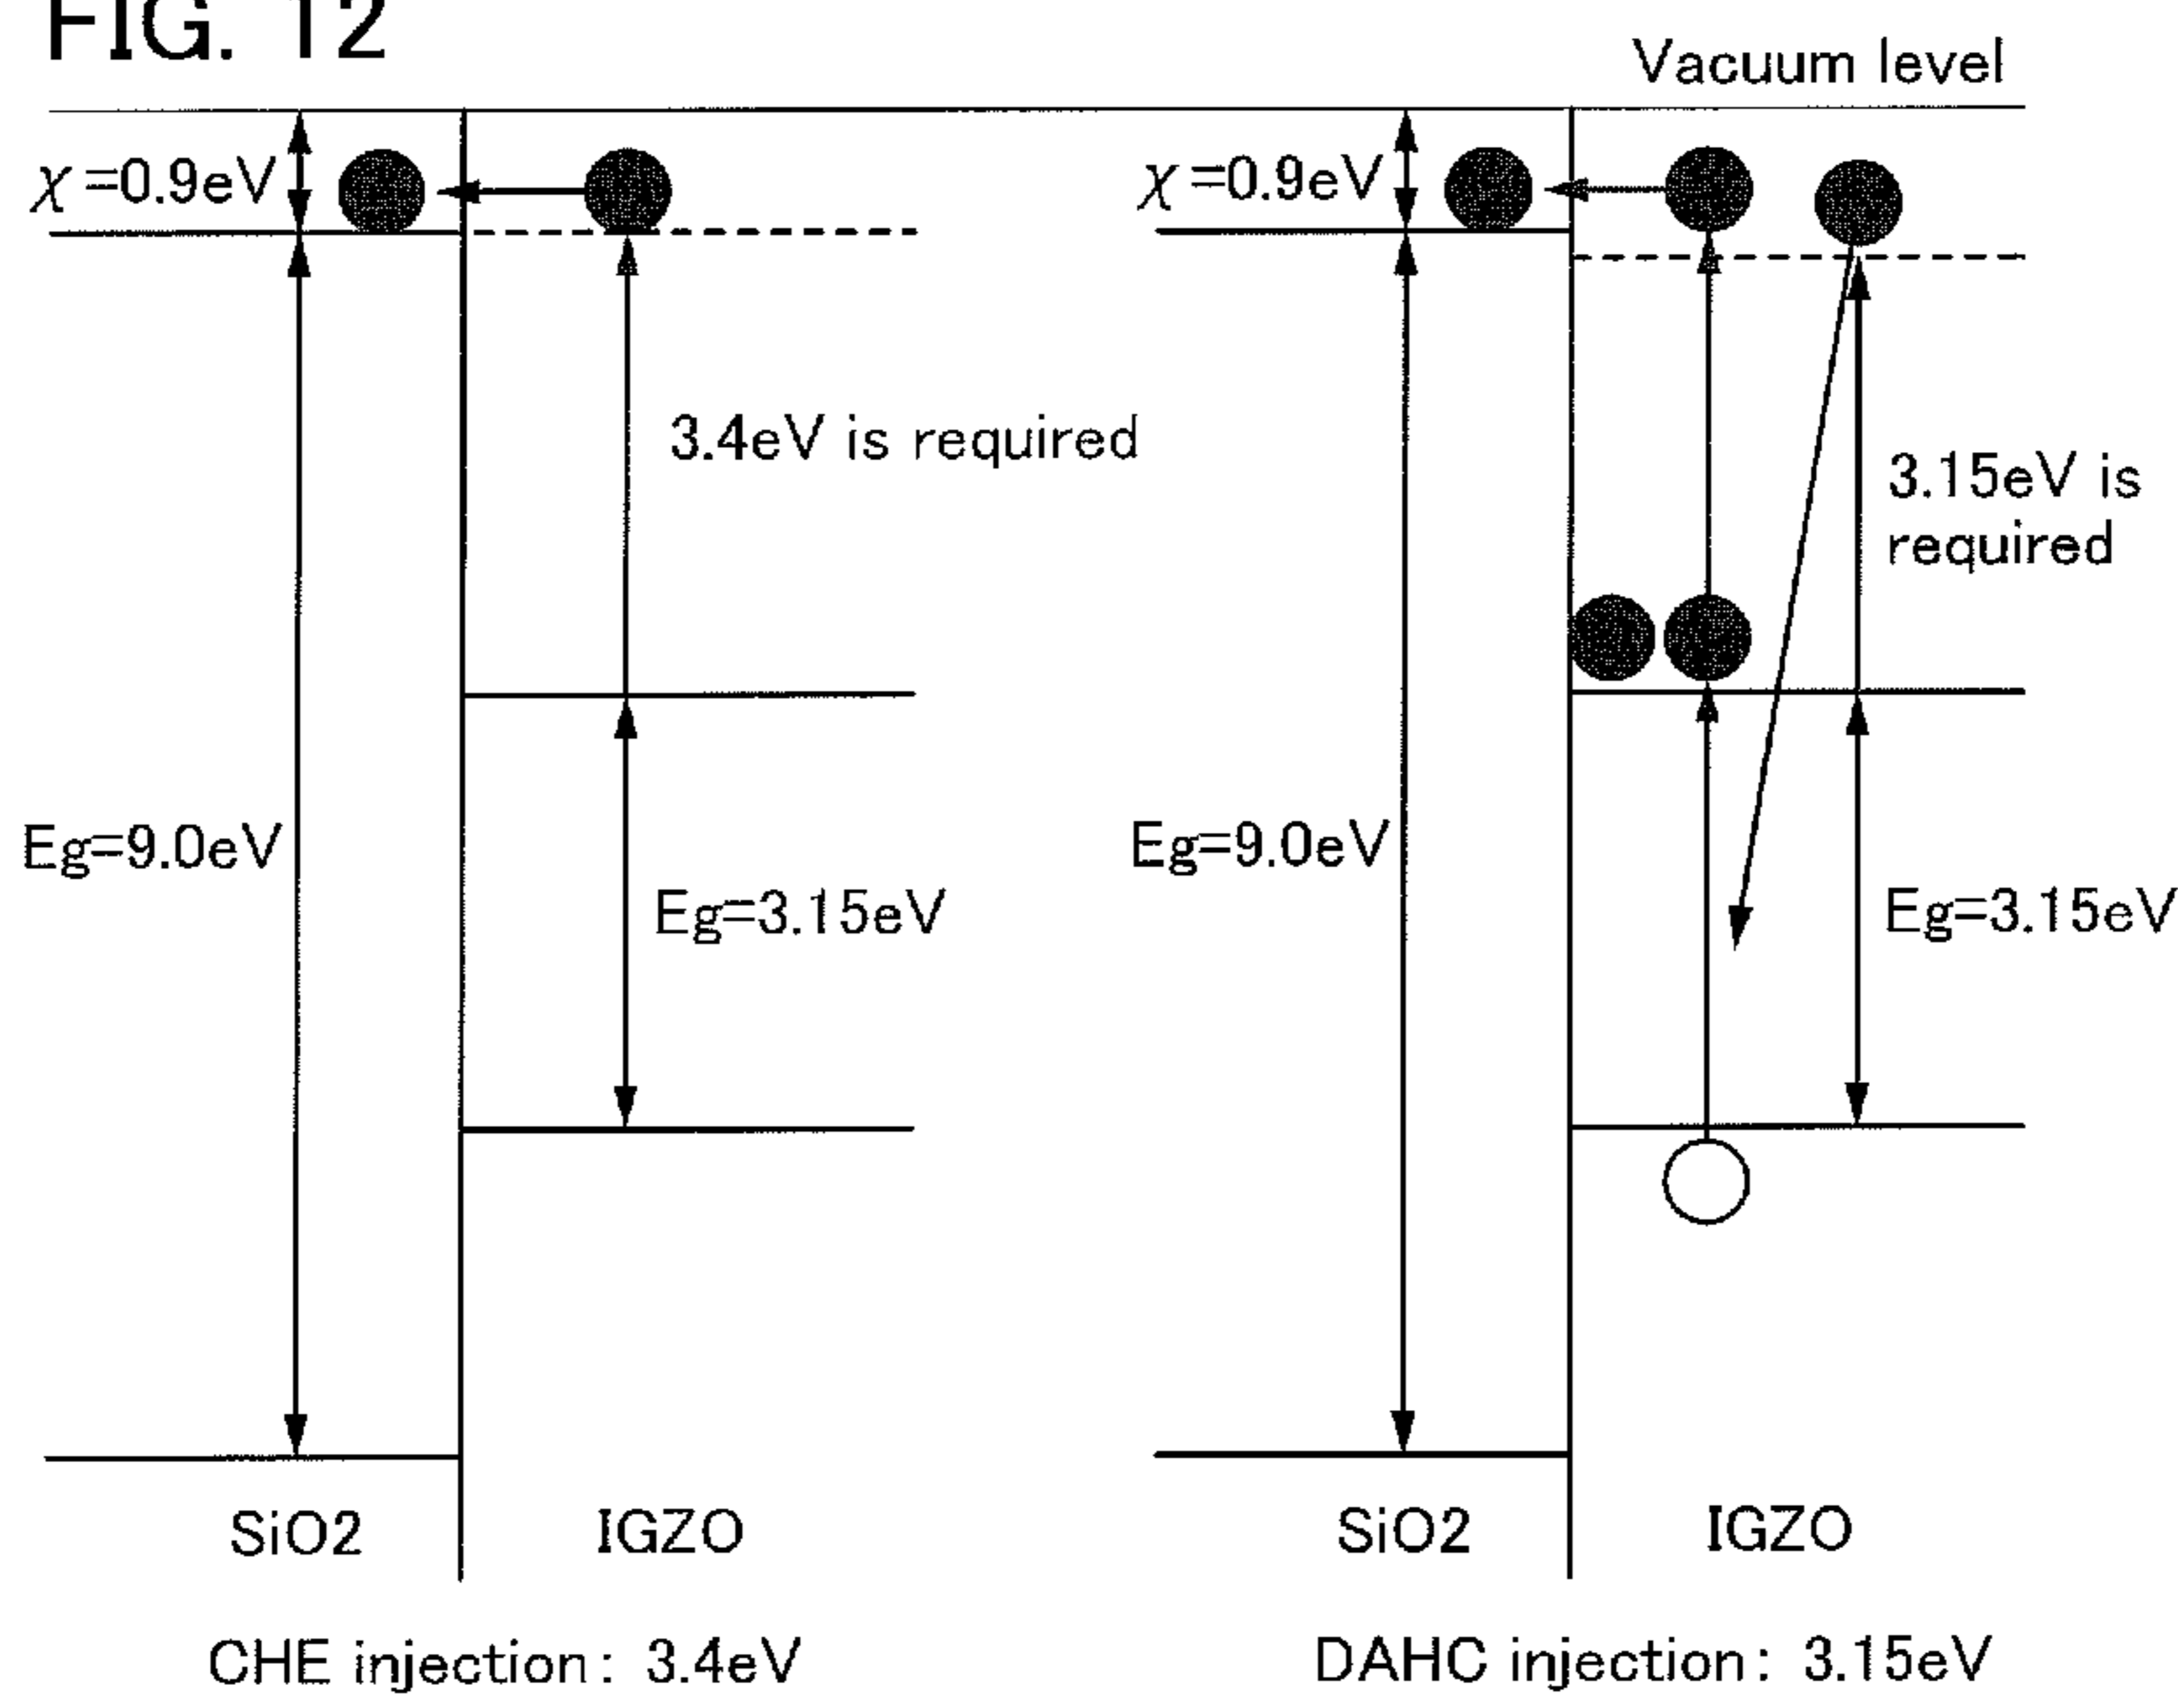 FIG. 12
Vacuum level
χ=0.9eV
χ=0.9eV
3.4eV is required
3.15eV is
required
Eg=9.0eV
Eg=9.0eV
Eg=3.15eV
Eg=3.15eV
SiO2
IGZO
SiO2
IGZO
CHE injection: 3.4eV
DAHC injection: 3.15eV